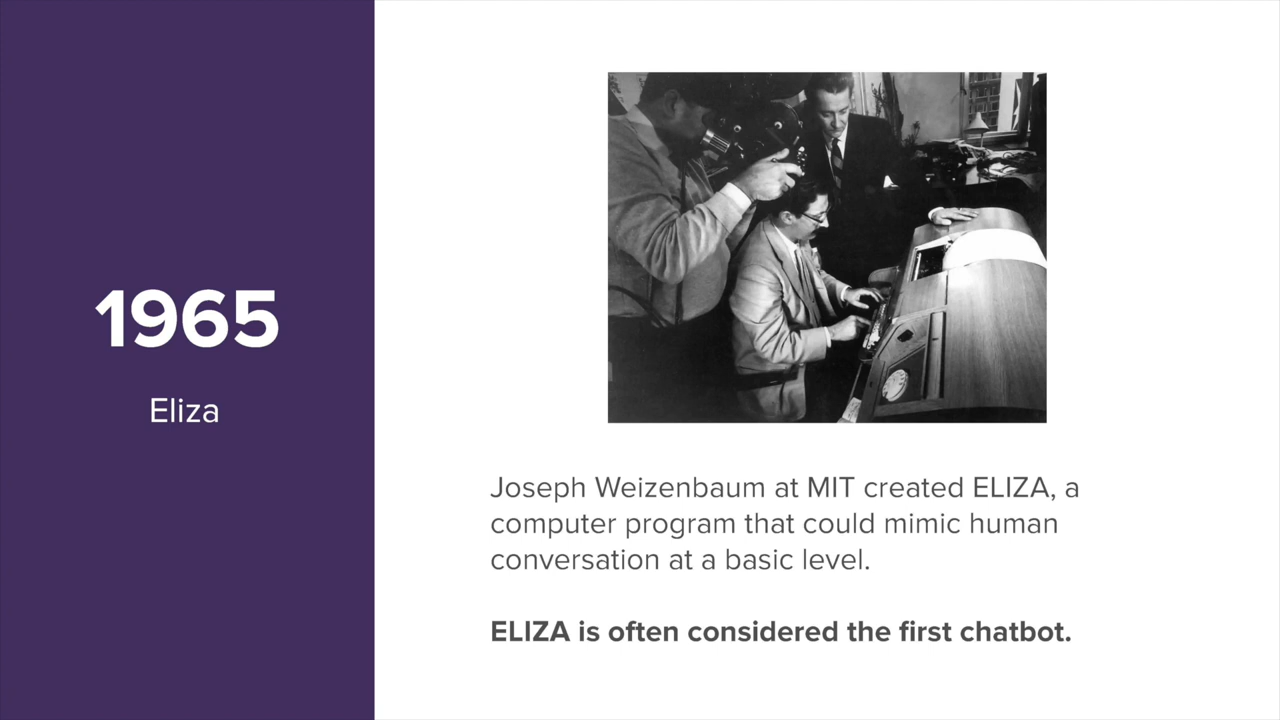 1965
Eliza
Joseph Weizenbaum at MIT created ELIZA, a
computer program that could mimic human
conversation at a basic level.
ELIZA is often considered the first chatbot.